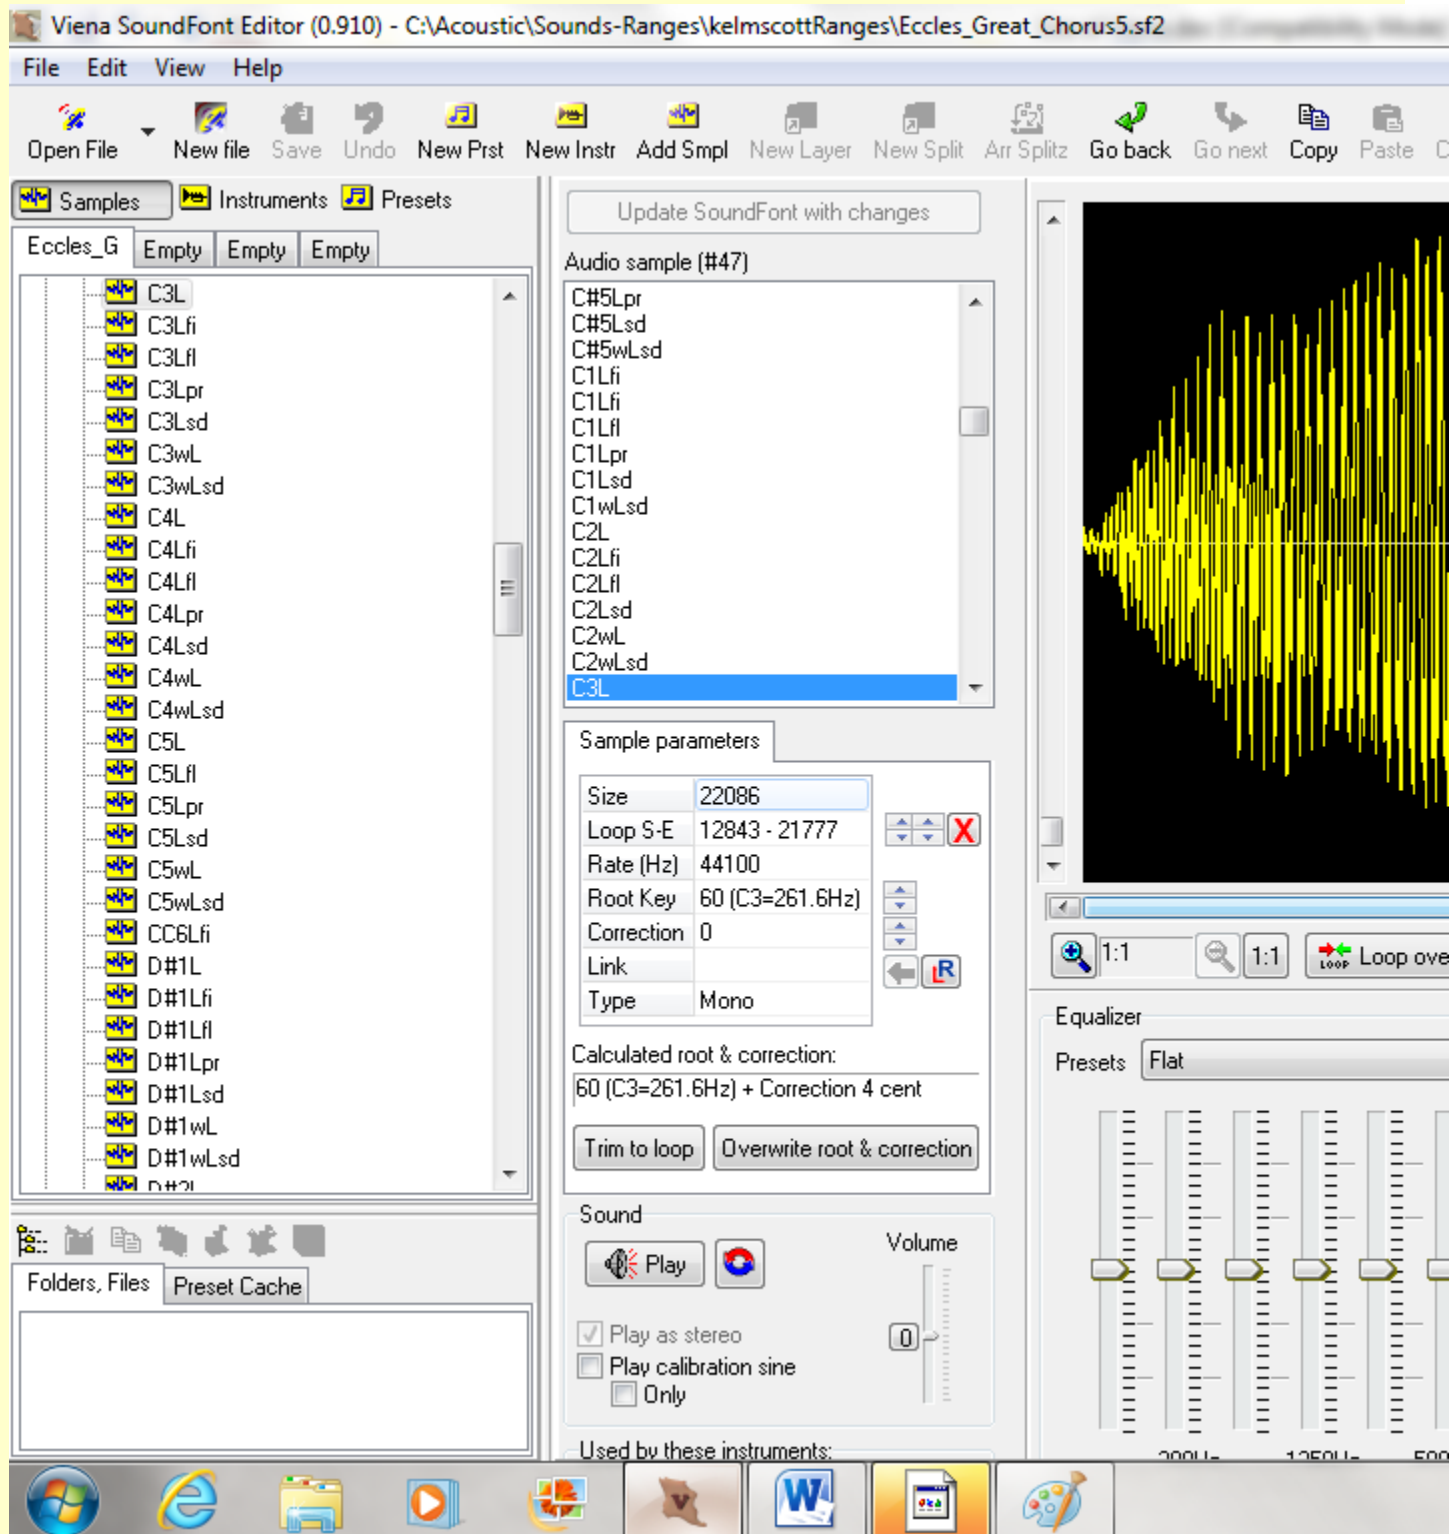 Viena SoundFont Editor (0.910) - C:\Acoustic\Sounds-Ranges\kelmscottRanges\Eccles_Great_Chorus5.sf2
File Edit View Help
Open File New file Save Undo New Prst New Instr Add Smpl New Layer New Split Arr Splitz Go back Go next Copy Paste
Samples Instruments Presets
Eccles_G Empty Empty Empty
C3L
C3Lfi
C3Lfl
C3Lpr
C3Lsd
C3wL
C3wLsd
C4L
C4Lfi
C4Lfl
C4Lpr
C4Lsd
C4wL
C4wLsd
C5L
C5Lfl
C5Lpr
C5Lsd
C5wL
C5wLsd
CC6Lfi
D#1L
D#1Lfi
D#1Lfl
D#1Lpr
D#1Lsd
D#1wL
D#1wLsd
D#2L
Folders, Files Preset Cache
Update SoundFont with changes
Audio sample (#47)
C#5Lpr
C#5Lsd
C#5wLsd
C1Lfi
C1Lfi
C1Lfl
C1Lpr
C1Lsd
C1wLsd
C2L
C2Lfi
C2Lfl
C2Lsd
C2wL
C2wLsd
C3L
Sample parameters
Size 22086
Loop S-E 12843 - 21777
X
Rate (Hz) 44100
Root Key 60 (C3=261.6Hz)
Correction 0
Link
LR
Type Mono
Calculated root & correction:
60 (C3=261.6Hz) + Correction 4 cent
Trim to loop Overwrite root & correction
Sound
Play
Volume
Play as stereo
0
Play calibration sine
Only
Used by these instruments:
1:1 1:1 LOOP Loop ove
Equalizer
Presets Flat
200Hz 1250Hz 500
V W